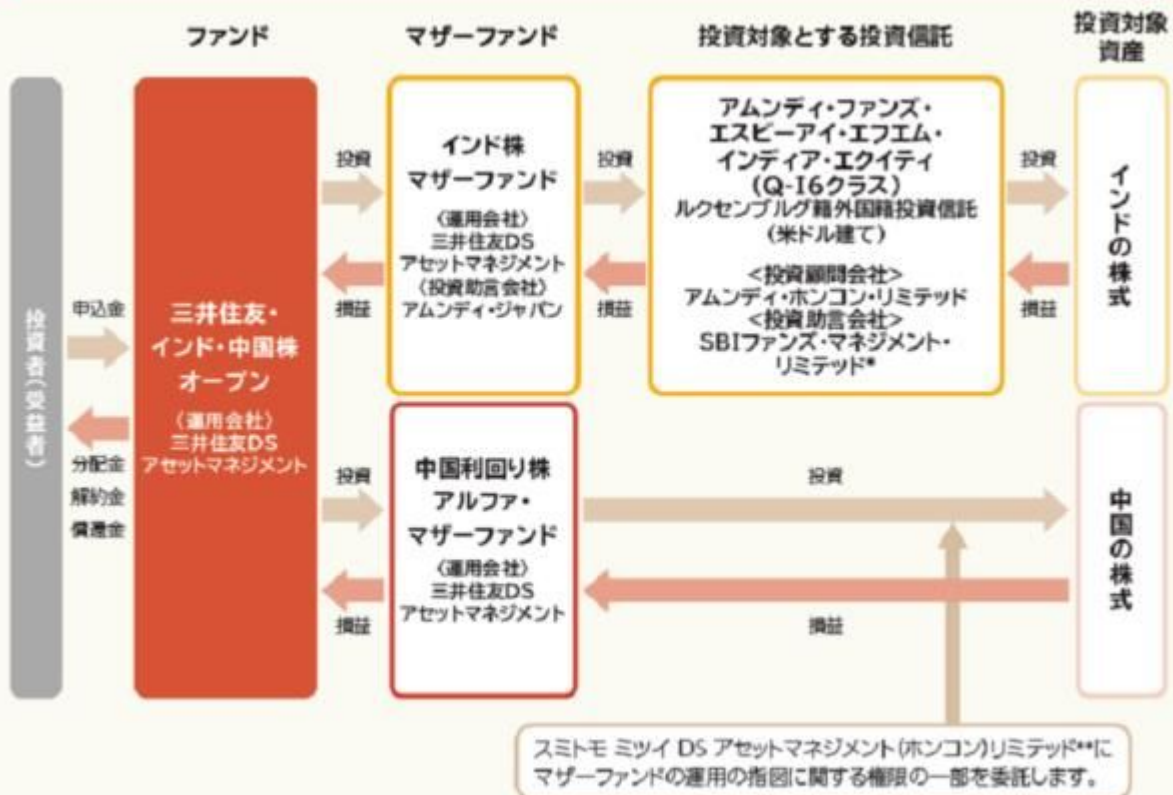 ファンド
マザーファンド
投資対象とする投資信託
投資対象
資産
投資者(受益者)
申込金
分配金
解約金
償還金
三井住友・
インド・中国株
オープン
〈運用会社〉
三井住友DS
アセットマネジメント
投資
損益
インド株
マザーファンド
〈運用会社〉
三井住友DS
アセットマネジメント
〈投資助言会社〉
アムンディ・ジャパン
投資
損益
アムンディ・ファンズ・
エスビーアイ・エフエム・
インディア・エクイティ
(Q-I6クラス)
ルクセンブルグ籍外国籍投資信託
(米ドル建て)
<投資顧問会社>
アムンディ・ホンコン・リミテッド
<投資助言会社>
SBIファンズ・マネジメント・
リミテッド*
投資
損益
インドの株式
投資
損益
中国利回り株
アルファ・
マザーファンド
〈運用会社〉
三井住友DS
アセットマネジメント
投資
損益
中国の株式
スミトモ ミツイ DS アセットマネジメント(ホンコン)リミテッド**に
マザーファンドの運用の指図に関する権限の一部を委託します。